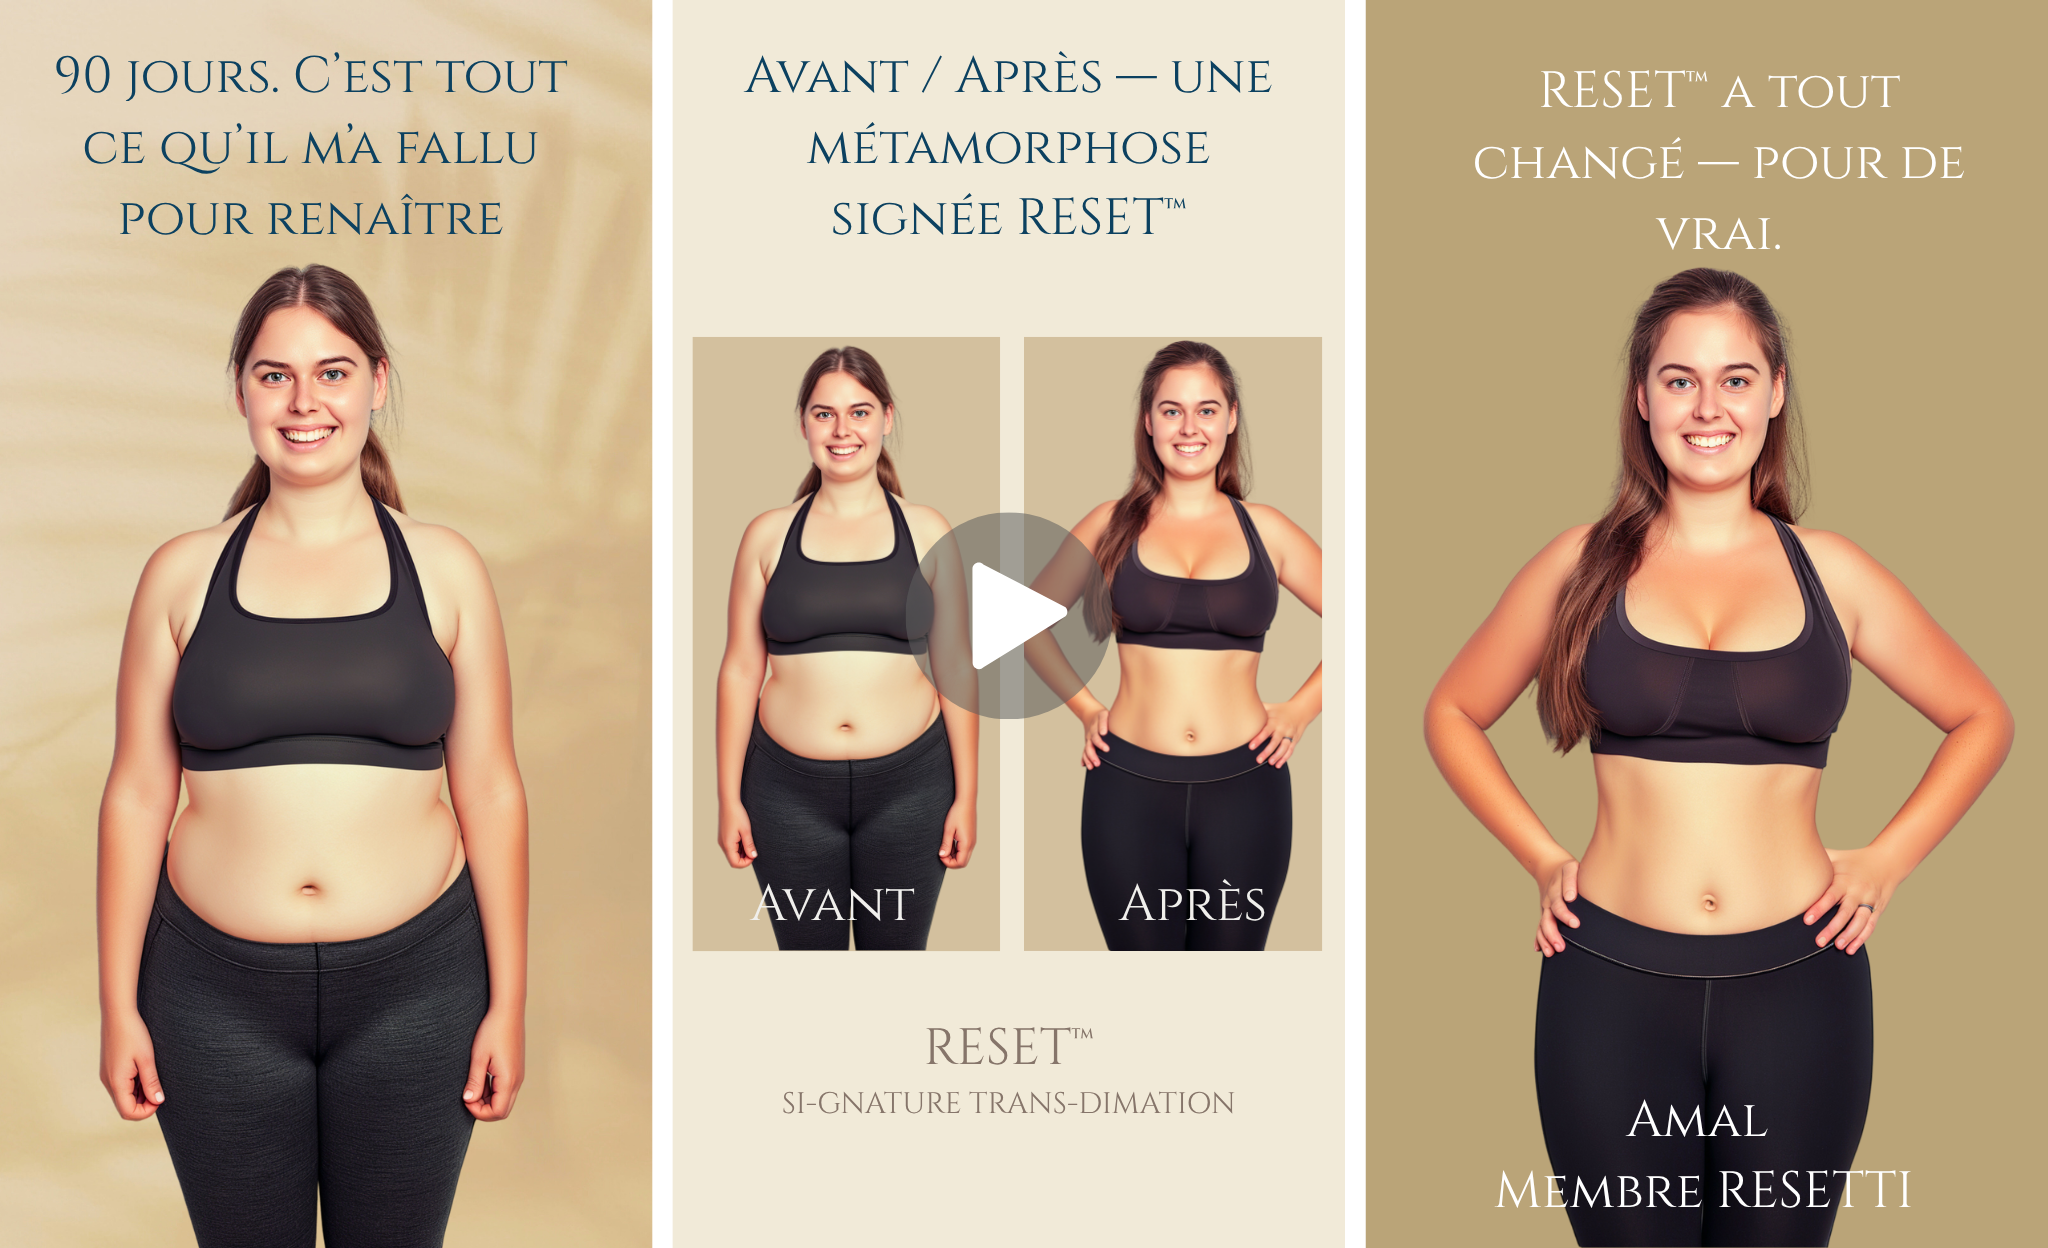 90 jours. C’est tout
ce qu’il m’a fallu
pour renaître
Avant / Après — une
métamorphose
signée RESET™
Avant
Après
RESET™
SI-GNATURE TRANS-DIMATION
RESET™ a tout
changé — pour de
vrai.
Amal
Membre RESETTI